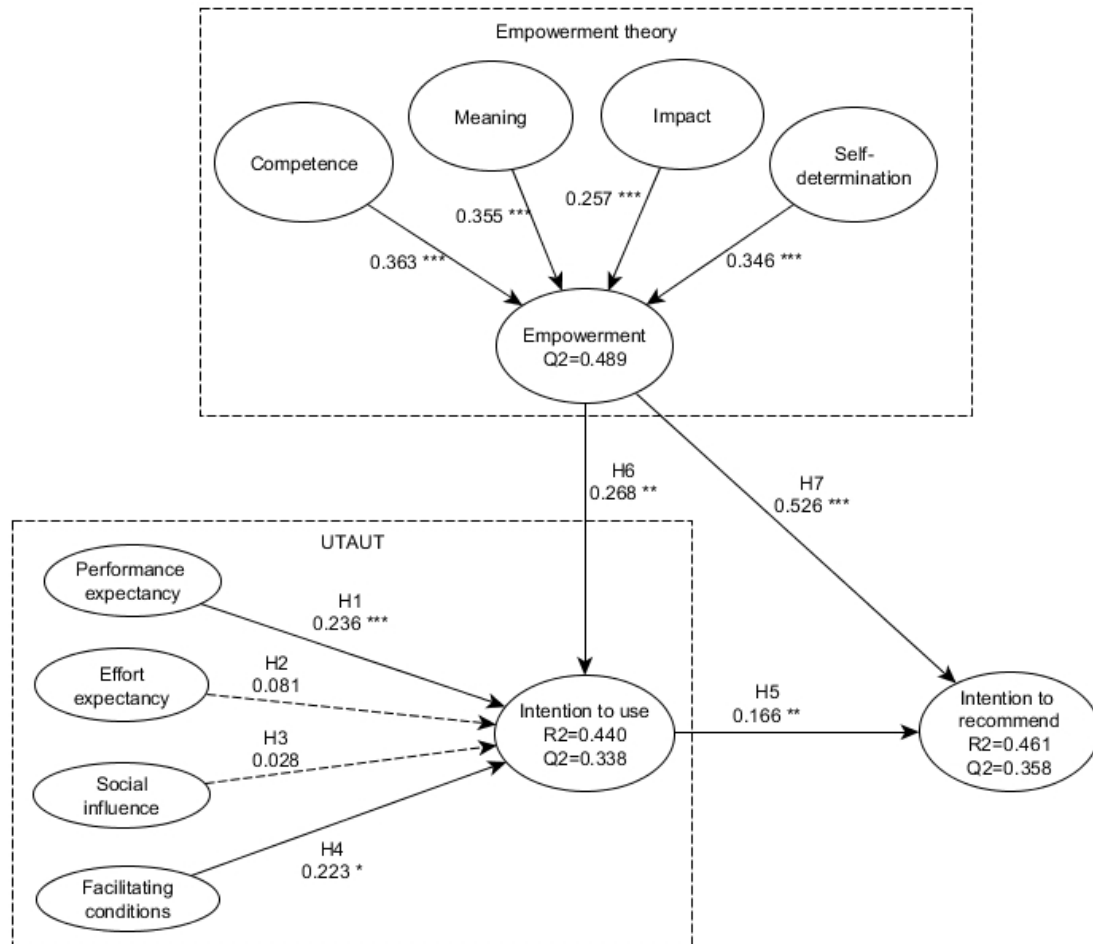 Empowerment theory
Competence
Meaning
Impact
Self-
determination
0.363 ***
0.355 ***
0.257 ***
0.346 ***
Empowerment
Q2=0.489
H6
0.268 **
H7
0.526 ***
UTAUT
Performance
expectancy
H1
0.236 ***
Effort
expectancy
H2
0.081
Social
influence
H3
0.028
Facilitating
conditions
H4
0.223 *
Intention to use
R2=0.440
Q2=0.338
H5
0.166 **
Intention to
recommend
R2=0.461
Q2=0.358